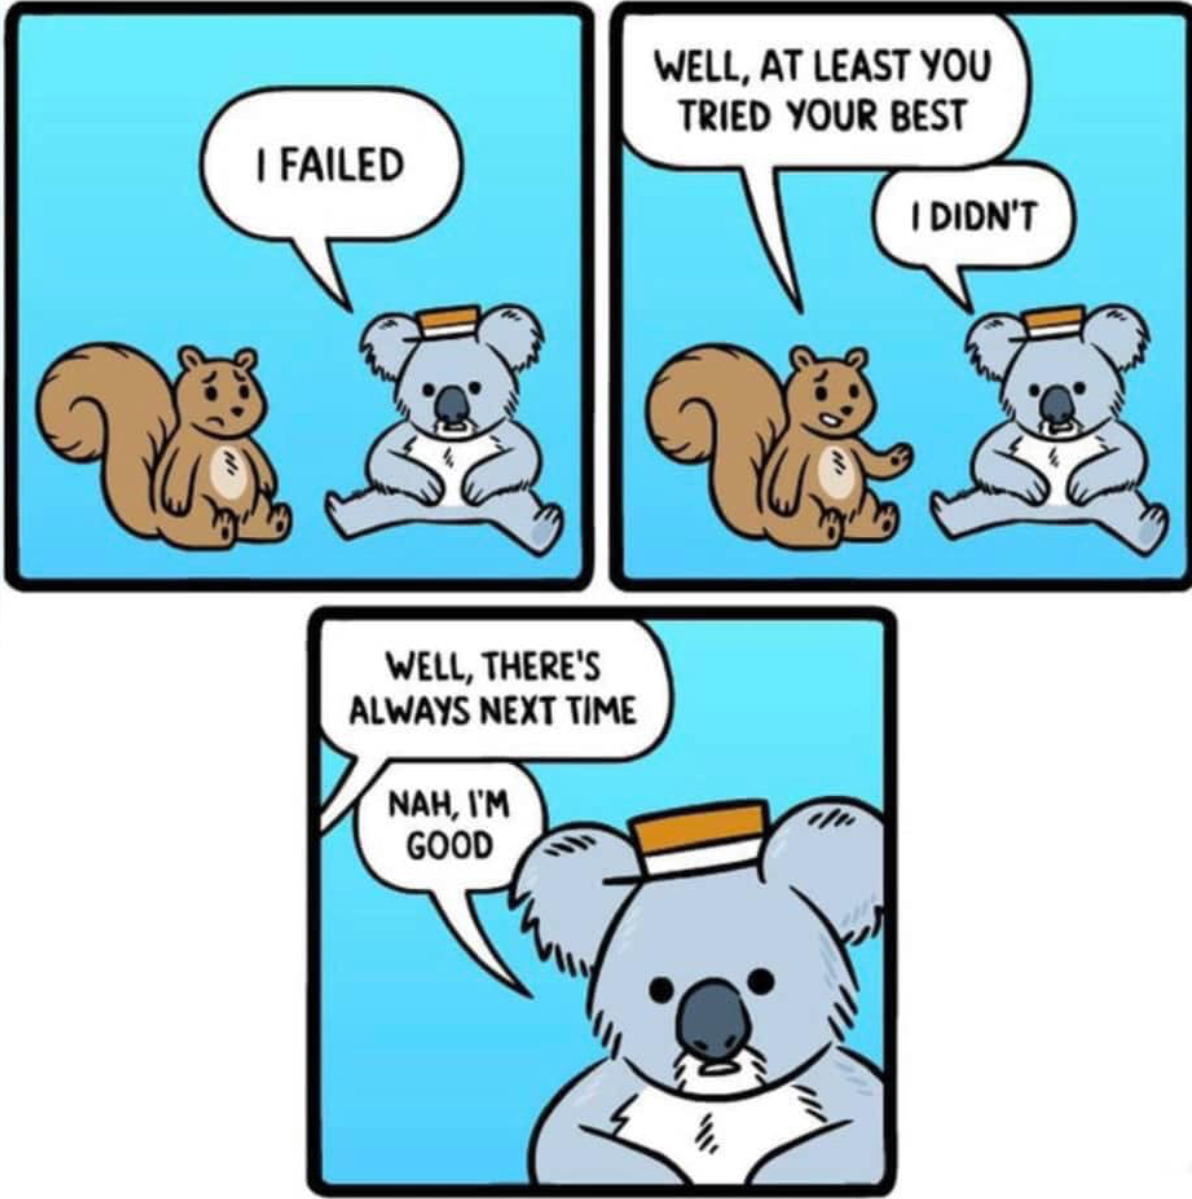 I FAILED
WELL, AT LEAST YOU
TRIED YOUR BEST
I DIDN'T
WELL, THERE'S
ALWAYS NEXT TIME
NAH, I'M
GOOD